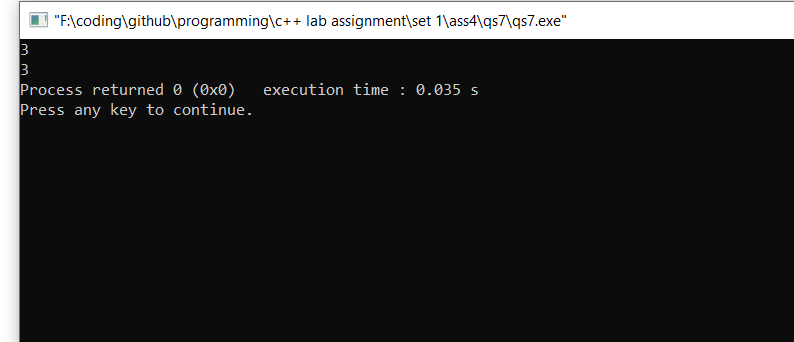 "F:\coding\github\programming\c++ lab assignment\set 1\ass4\qs7\qs7.exe"
3
3
Process returned 0 (0x0)   execution time : 0.035 s
Press any key to continue.